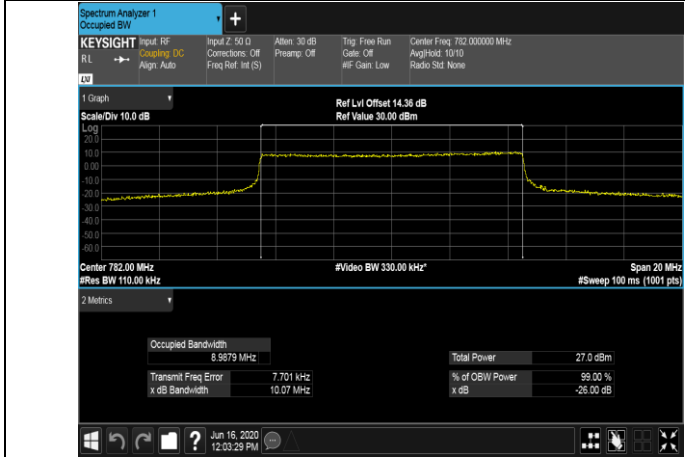 Spectrum Analyzer 1
Occupied BW
+
KEYSIGHT Input: RF Input Z: 50 Ω Atten: 30 dB Trig: Free Run Center Freq: 782.000000 MHz
RL Coupling: DC Corrections: Off Preamp: Off Gate: Off Avg|Hold: 10/10
Align: Auto Freq Ref: Int (S) #IF Gain: Low Radio Std: None
LXI
1 Graph
Ref Lvl Offset 14.36 dB
Scale/Div 10.0 dB Ref Value 30.00 dBm
Log
20.0
10.0
0.00
-10.0
-20.0
-30.0
-40.0
-50.0
-60.0
Center 782.00 MHz #Video BW 330.00 kHz* Span 20 MHz
#Res BW 110.00 kHz #Sweep 100 ms (1001 pts)
2 Metrics
Occupied Bandwidth
8.9879 MHz Total Power 27.0 dBm
Transmit Freq Error 7.701 kHz % of OBW Power 99.00 %
x dB Bandwidth 10.07 MHz x dB -26.00 dB
? Jun 16, 2020
12:03:29 PM